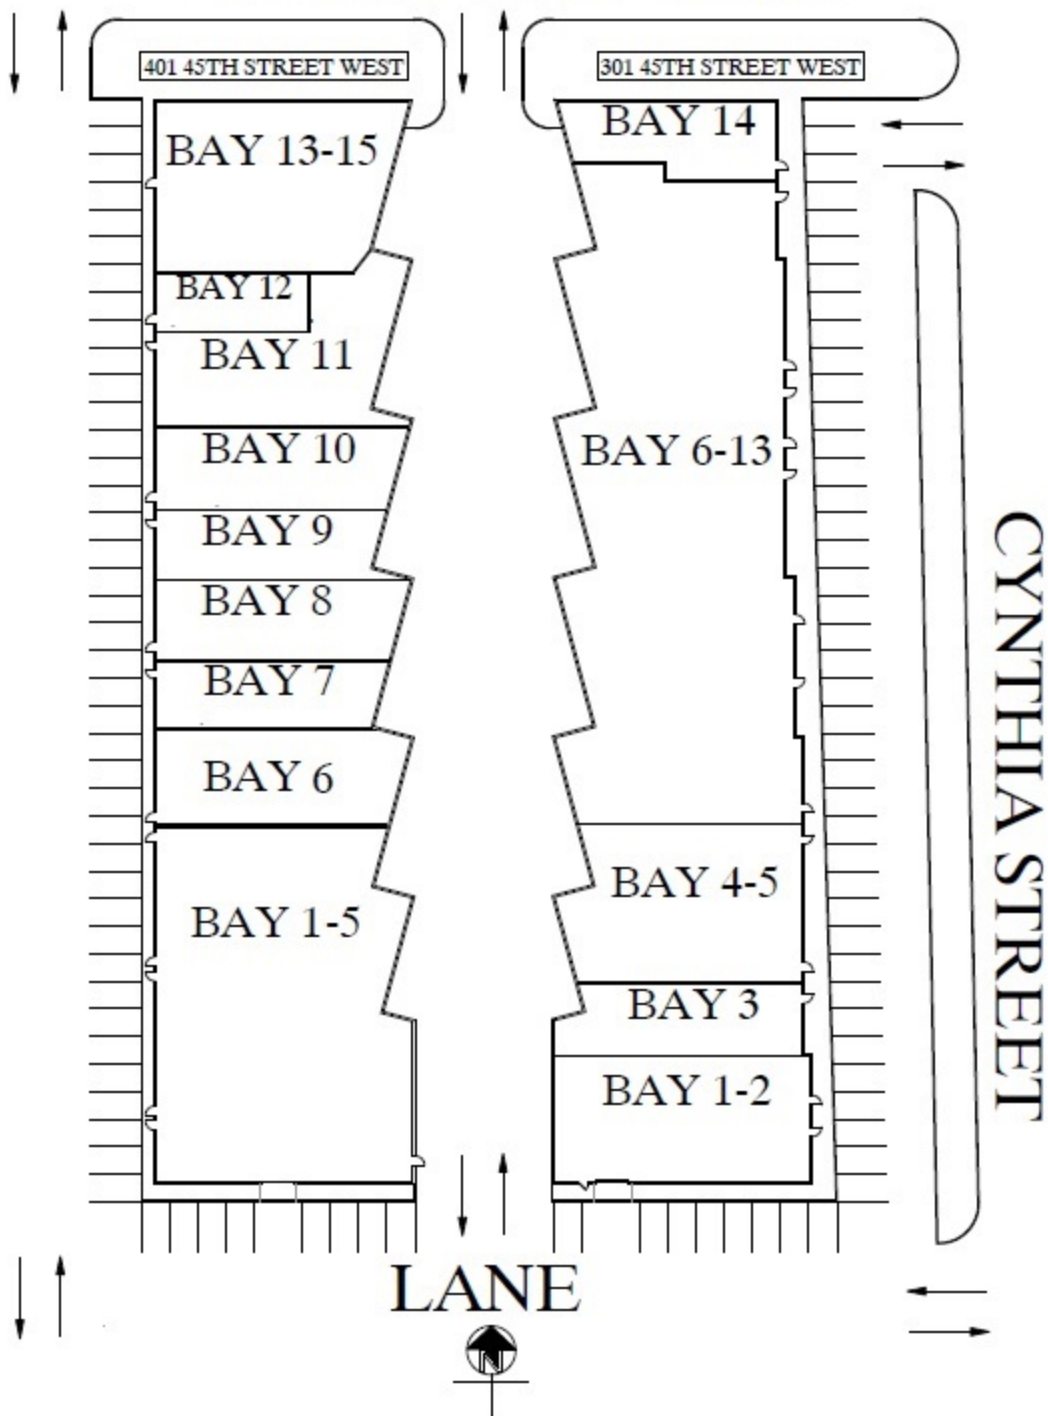 401 45TH STREET WEST
301 45TH STREET WEST
BAY 13-15
BAY 12
BAY 11
BAY 10
BAY 9
BAY 8
BAY 7
BAY 6
BAY 1-5
BAY 14
BAY 6-13
BAY 4-5
BAY 3
BAY 1-2
CYNTHIA STREET
LANE
N